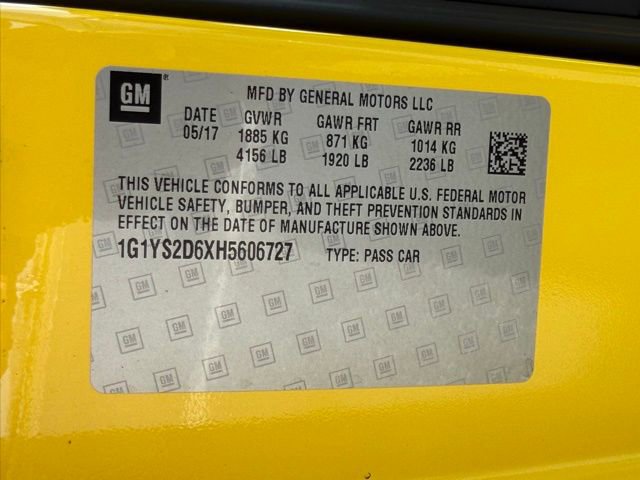 GM ®
MFD BY GENERAL MOTORS LLC
DATE GVWR GAWR FRT GAWR RR
05/17 1885 KG 871 KG 1014 KG
4156 LB 1920 LB 2236 LB
THIS VEHICLE CONFORMS TO ALL APPLICABLE U.S. FEDERAL MOTOR
VEHICLE SAFETY, BUMPER, AND THEFT PREVENTION STANDARDS IN
EFFECT ON THE DATE OF MANUFACTURE SHOWN ABOVE.
1G1YS2D6XH5606727 TYPE: PASS CAR